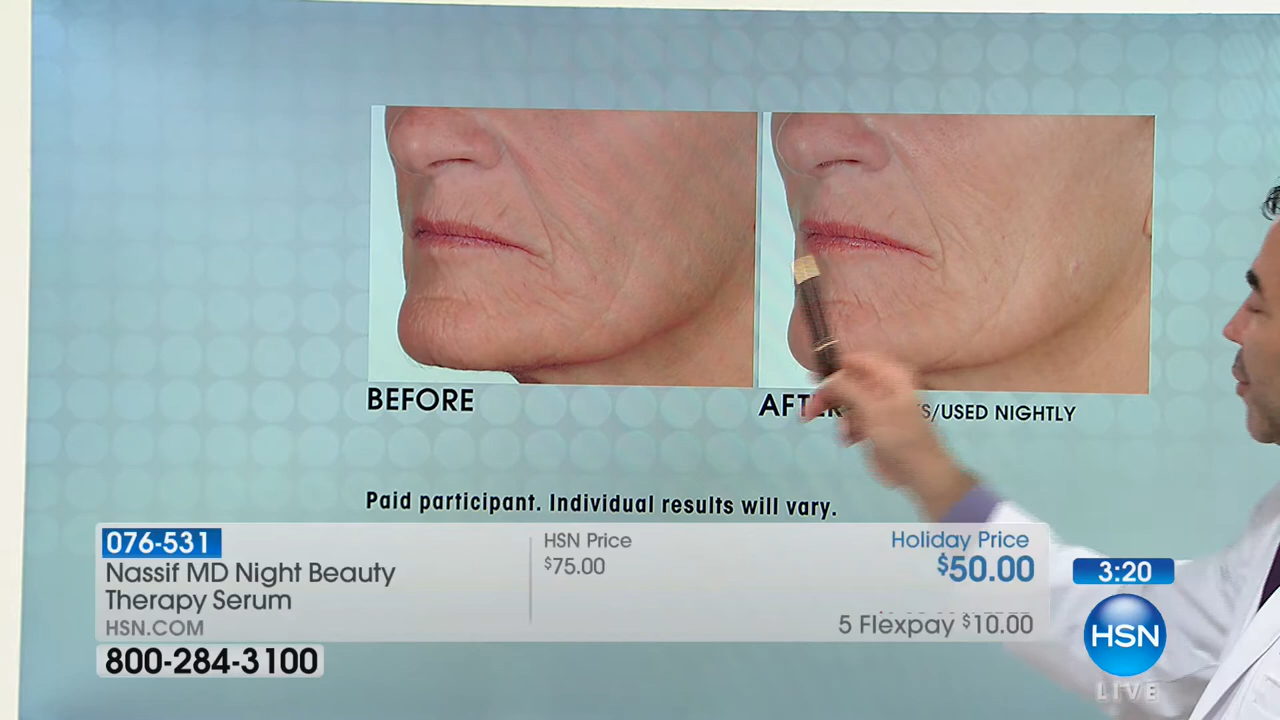 BEFORE
AFTER /USED NIGHTLY
Paid participant. Individual results will vary.
076-531
Nassif MD Night Beauty
Therapy Serum
HSN.COM
800-284-3100
HSN Price
$75.00
Holiday Price
$50.00
5 Flexpay $10.00
3:20
HSN
LIVE